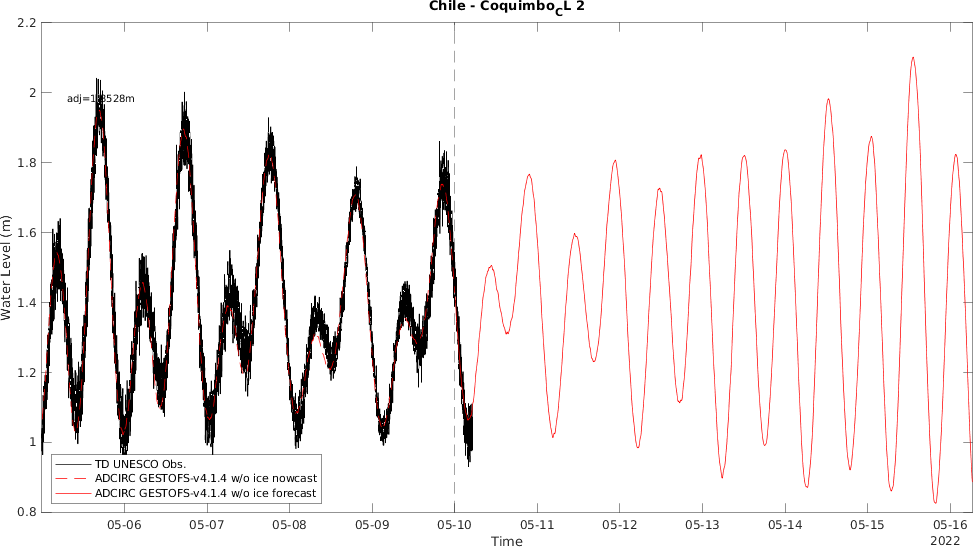 Chile - Coquimbo_CL 2
2.2
2
1.8
1.6
1.4
1.2
1
0.8
Water Level (m)
TD UNESCO Obs.
ADCIRC GESTOFS-v4.1.4 w/o ice nowcast
ADCIRC GESTOFS-v4.1.4 w/o ice forecast
05-06 05-07 05-08 05-09 05-10 05-11 05-12 05-13 05-14 05-15 05-16
Time
2022